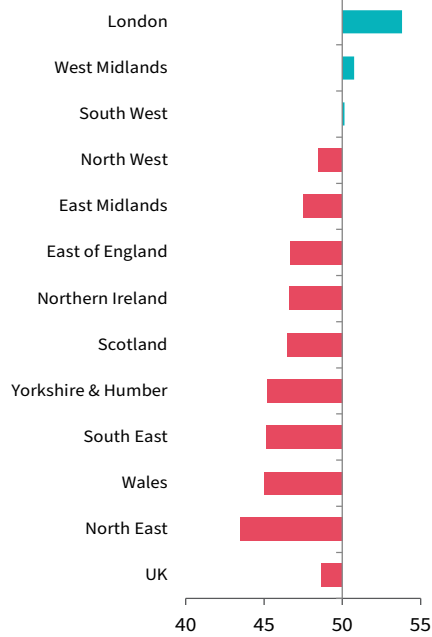 London
West Midlands
South West
North West
East Midlands
East of England
Northern Ireland
Scotland
Yorkshire & Humber
South East
Wales
North East
UK
40 45 50 55